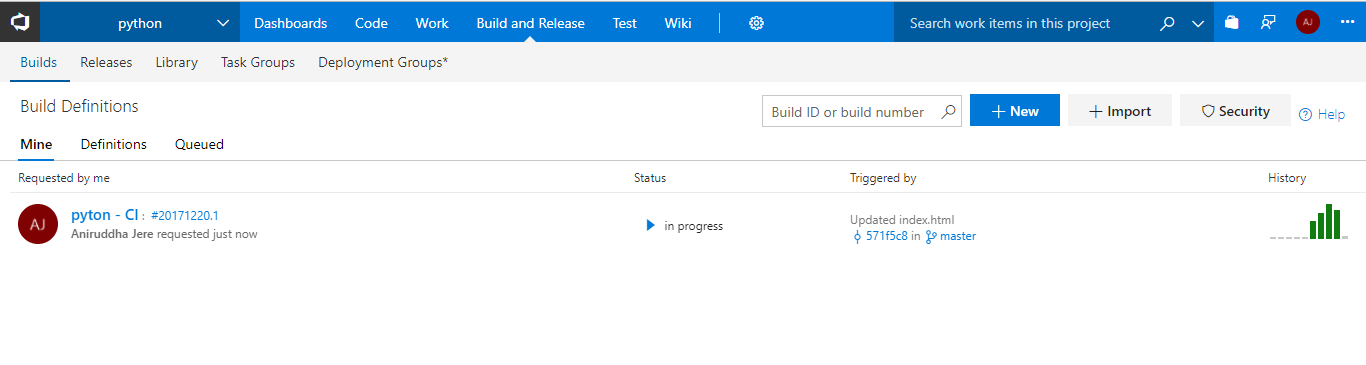 python Dashboards Code Work Build and Release Test Wiki Search work items in this project AJ
Builds Releases Library Task Groups Deployment Groups*
Build Definitions Build ID or build number + New + Import Security Help
Mine Definitions Queued
Requested by me Status Triggered by History
AJ pyton - CI : #20171220.1
Aniruddha Jere requested just now
in progress
Updated index.html
571f5c8 in master